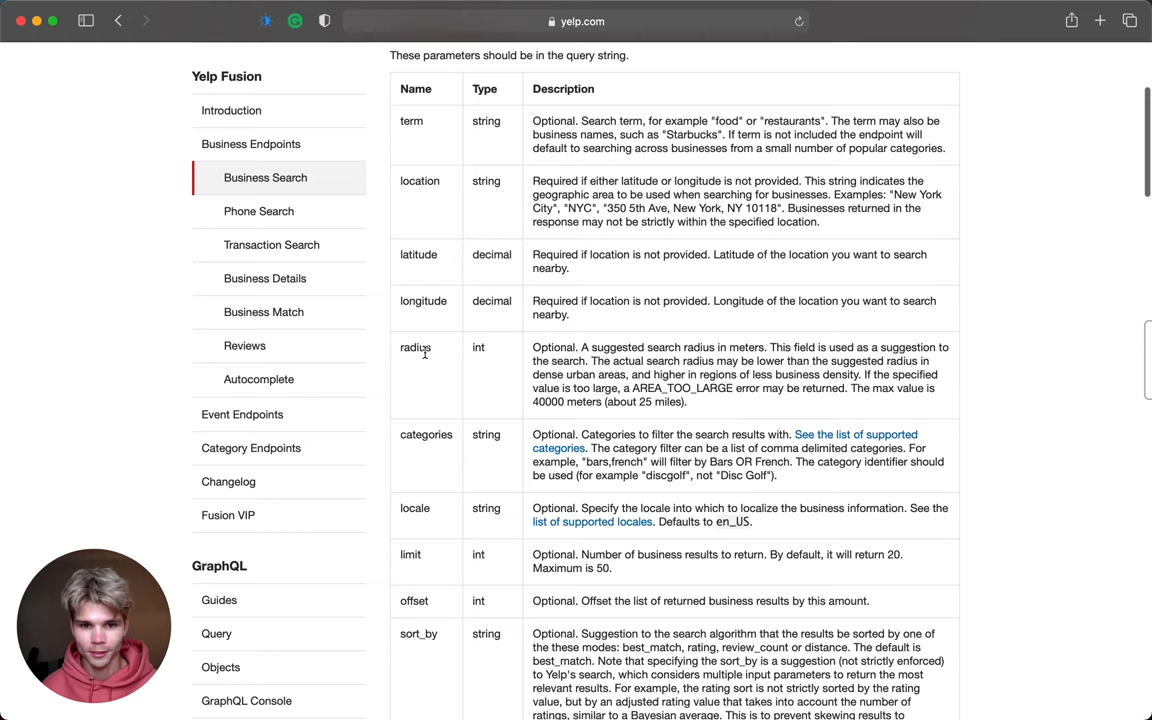 yelp.com
These parameters should be in the query string.
Yelp Fusion
Introduction
Business Endpoints
Business Search
Phone Search
Transaction Search
Business Details
Business Match
Reviews
Autocomplete
Event Endpoints
Category Endpoints
Changelog
Fusion VIP
GraphQL
Guides
Query
Objects
GraphQL Console
Name Type Description
term string Optional. Search term, for example "food" or "restaurants". The term may also be
business names, such as "Starbucks". If term is not included the endpoint will
default to searching across businesses from a small number of popular categories.
location string Required if either latitude or longitude is not provided. This string indicates the
geographic area to be used when searching for businesses. Examples: "New York
City", "NYC", "350 5th Ave, New York, NY 10118". Businesses returned in the
response may not be strictly within the specified location.
latitude decimal Required if location is not provided. Latitude of the location you want to search
nearby.
longitude decimal Required if location is not provided. Longitude of the location you want to search
nearby.
radius int Optional. A suggested search radius in meters. This field is used as a suggestion to
the search. The actual search radius may be lower than the suggested radius in
dense urban areas, and higher in regions of less business density. If the specified
value is too large, a AREA_TOO_LARGE error may be returned. The max value is
40000 meters (about 25 miles).
categories string Optional. Categories to filter the search results with. See the list of supported
categories. The category filter can be a list of comma delimited categories. For
example, "bars,french" will filter by Bars OR French. The category identifier should
be used (for example "discgolf", not "Disc Golf").
locale string Optional. Specify the locale into which to localize the business information. See the
list of supported locales. Defaults to en_US.
limit int Optional. Number of business results to return. By default, it will return 20.
Maximum is 50.
offset int Optional. Offset the list of returned business results by this amount.
sort_by string Optional. Suggestion to the search algorithm that the results be sorted by one of
the these modes: best_match, rating, review_count or distance. The default is
best_match. Note that specifying the sort_by is a suggestion (not strictly enforced)
to Yelp's search, which considers multiple input parameters to return the most
relevant results. For example, the rating sort is not strictly sorted by the rating
value, but by an adjusted rating value that takes into account the number of
ratings, similar to a Bayesian average. This is to prevent skewing results to